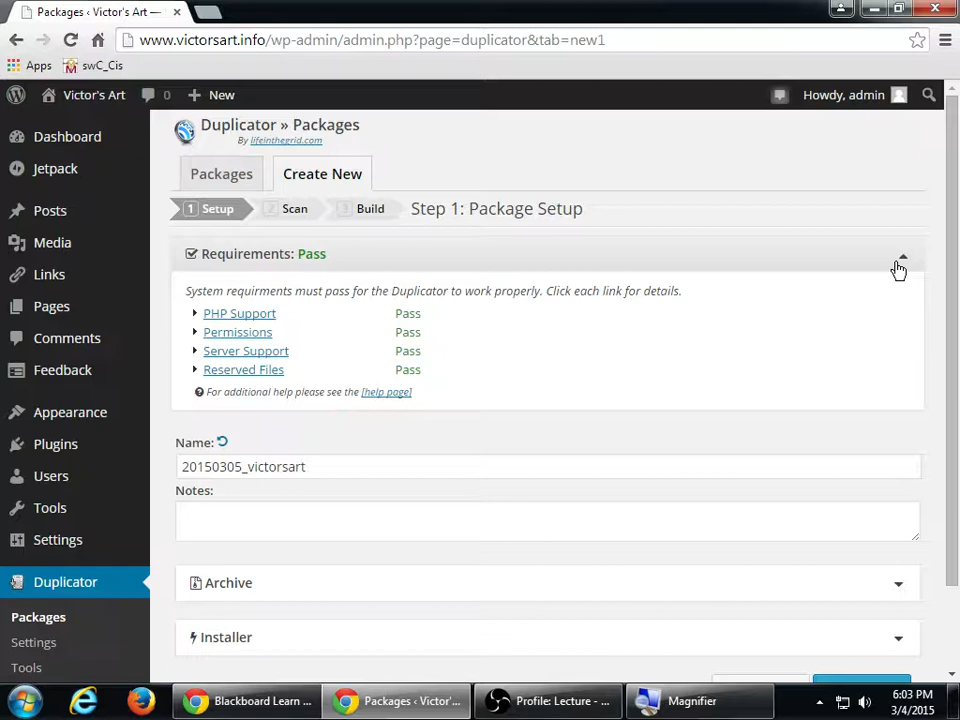 Packages ‹ Victor's Art — ×
www.victorsart.info/wp-admin/admin.php?page=duplicator&tab=new1
Apps swC_Cis
Victor's Art 0 New Howdy, admin
Dashboard
Jetpack
Posts
Media
Links
Pages
Comments
Feedback
Appearance
Plugins
Users
Tools
Settings
Duplicator
Packages
Settings
Tools
Duplicator » Packages
By lifeinthegrid.com
Packages Create New
1 Setup 2 Scan 3 Build Step 1: Package Setup
Requirements: Pass
System requirments must pass for the Duplicator to work properly. Click each link for details.
PHP Support Pass
Permissions Pass
Server Support Pass
Reserved Files Pass
For additional help please see the [help page]
Name:
20150305_victorsart
Notes:
Archive
Installer
Blackboard Learn ... Packages ‹ Victor'... Profile: Lecture - ... Magnifier
6:03 PM
3/4/2015